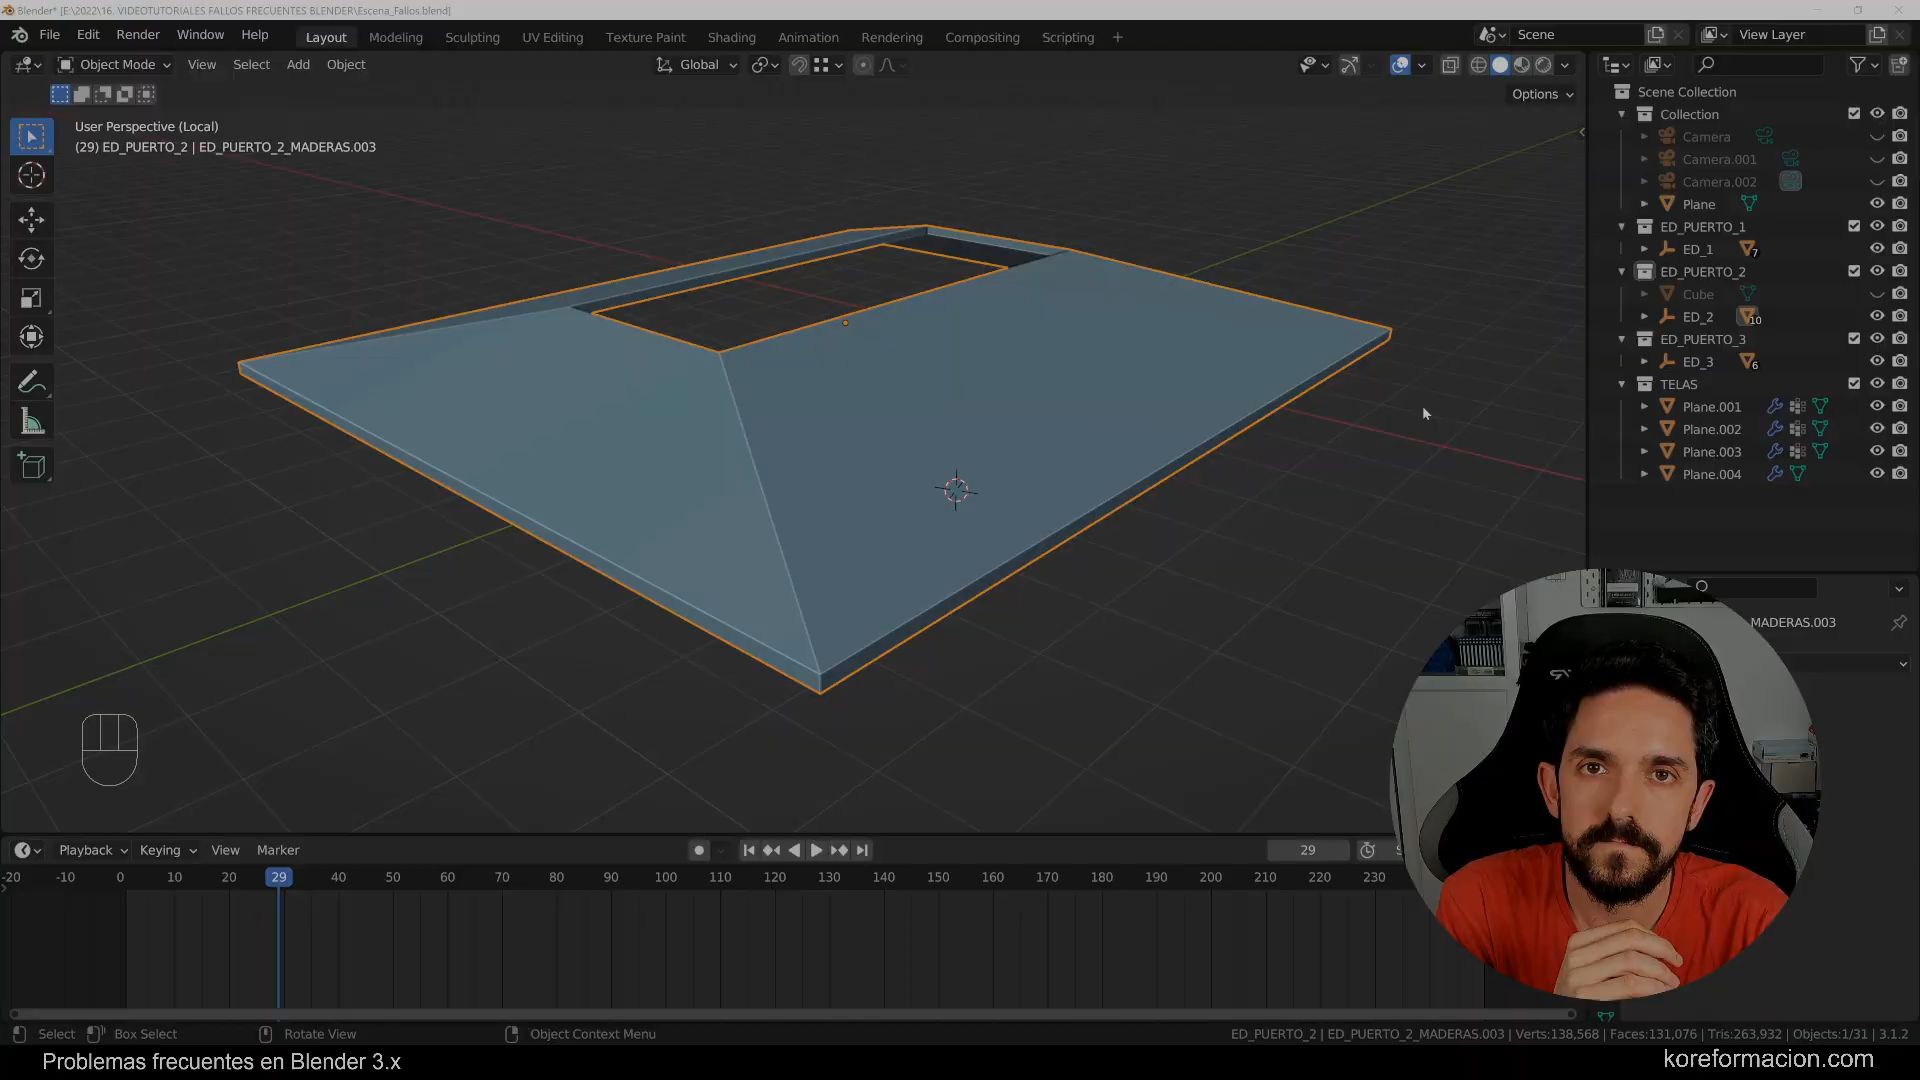 Blender* [E:\2022\16. VIDEOTUTORIALES FALLOS FRECUENTES BLENDER\Escena_Fallos.blend]
File Edit Render Window Help Layout Modeling Sculpting UV Editing Texture Paint Shading Animation Rendering Compositing Scripting + Scene View Layer
Object Mode View Select Add Object Global
Options
User Perspective (Local)
(29) ED_PUERTO_2 | ED_PUERTO_2_MADERAS.003
Scene Collection
Collection
Camera
Camera.001
Camera.002
Plane
ED_PUERTO_1
ED_1 7
ED_PUERTO_2
Cube
ED_2 10
ED_PUERTO_3
ED_3 6
TELAS
Plane.001
Plane.002
Plane.003
Plane.004
MADERAS.003
Playback Keying View Marker 29
-20 -10 0 10 20 29 40 50 60 70 80 90 100 110 120 130 140 150 160 170 180 190 200 210 220 230
Select Box Select Rotate View Object Context Menu ED_PUERTO_2 | ED_PUERTO_2_MADERAS.003 | Verts:138,568 | Faces:131,076 | Tris:263,932 | Objects:1/31 | 3.1.2
Problemas frecuentes en Blender 3.x koreformacion.com